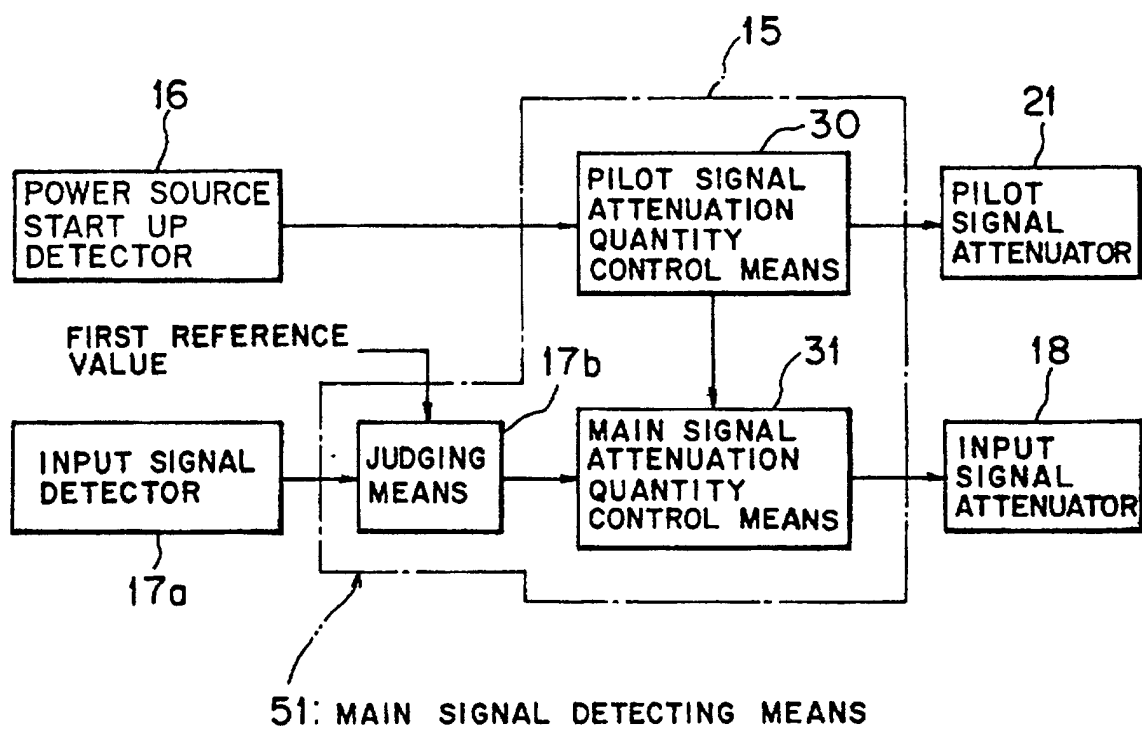 15
16
POWER SOURCE
START UP
DETECTOR
30
PILOT SIGNAL
ATTENUATION
QUANTITY
CONTROL MEANS
21
PILOT
SIGNAL
ATTENUATOR
FIRST REFERENCE
VALUE
17b
31
18
INPUT SIGNAL
DETECTOR
JUDGING
MEANS
MAIN SIGNAL
ATTENUATION
QUANTITY
CONTROL MEANS
INPUT
SIGNAL
ATTENUATOR
17a
51: MAIN SIGNAL DETECTING MEANS